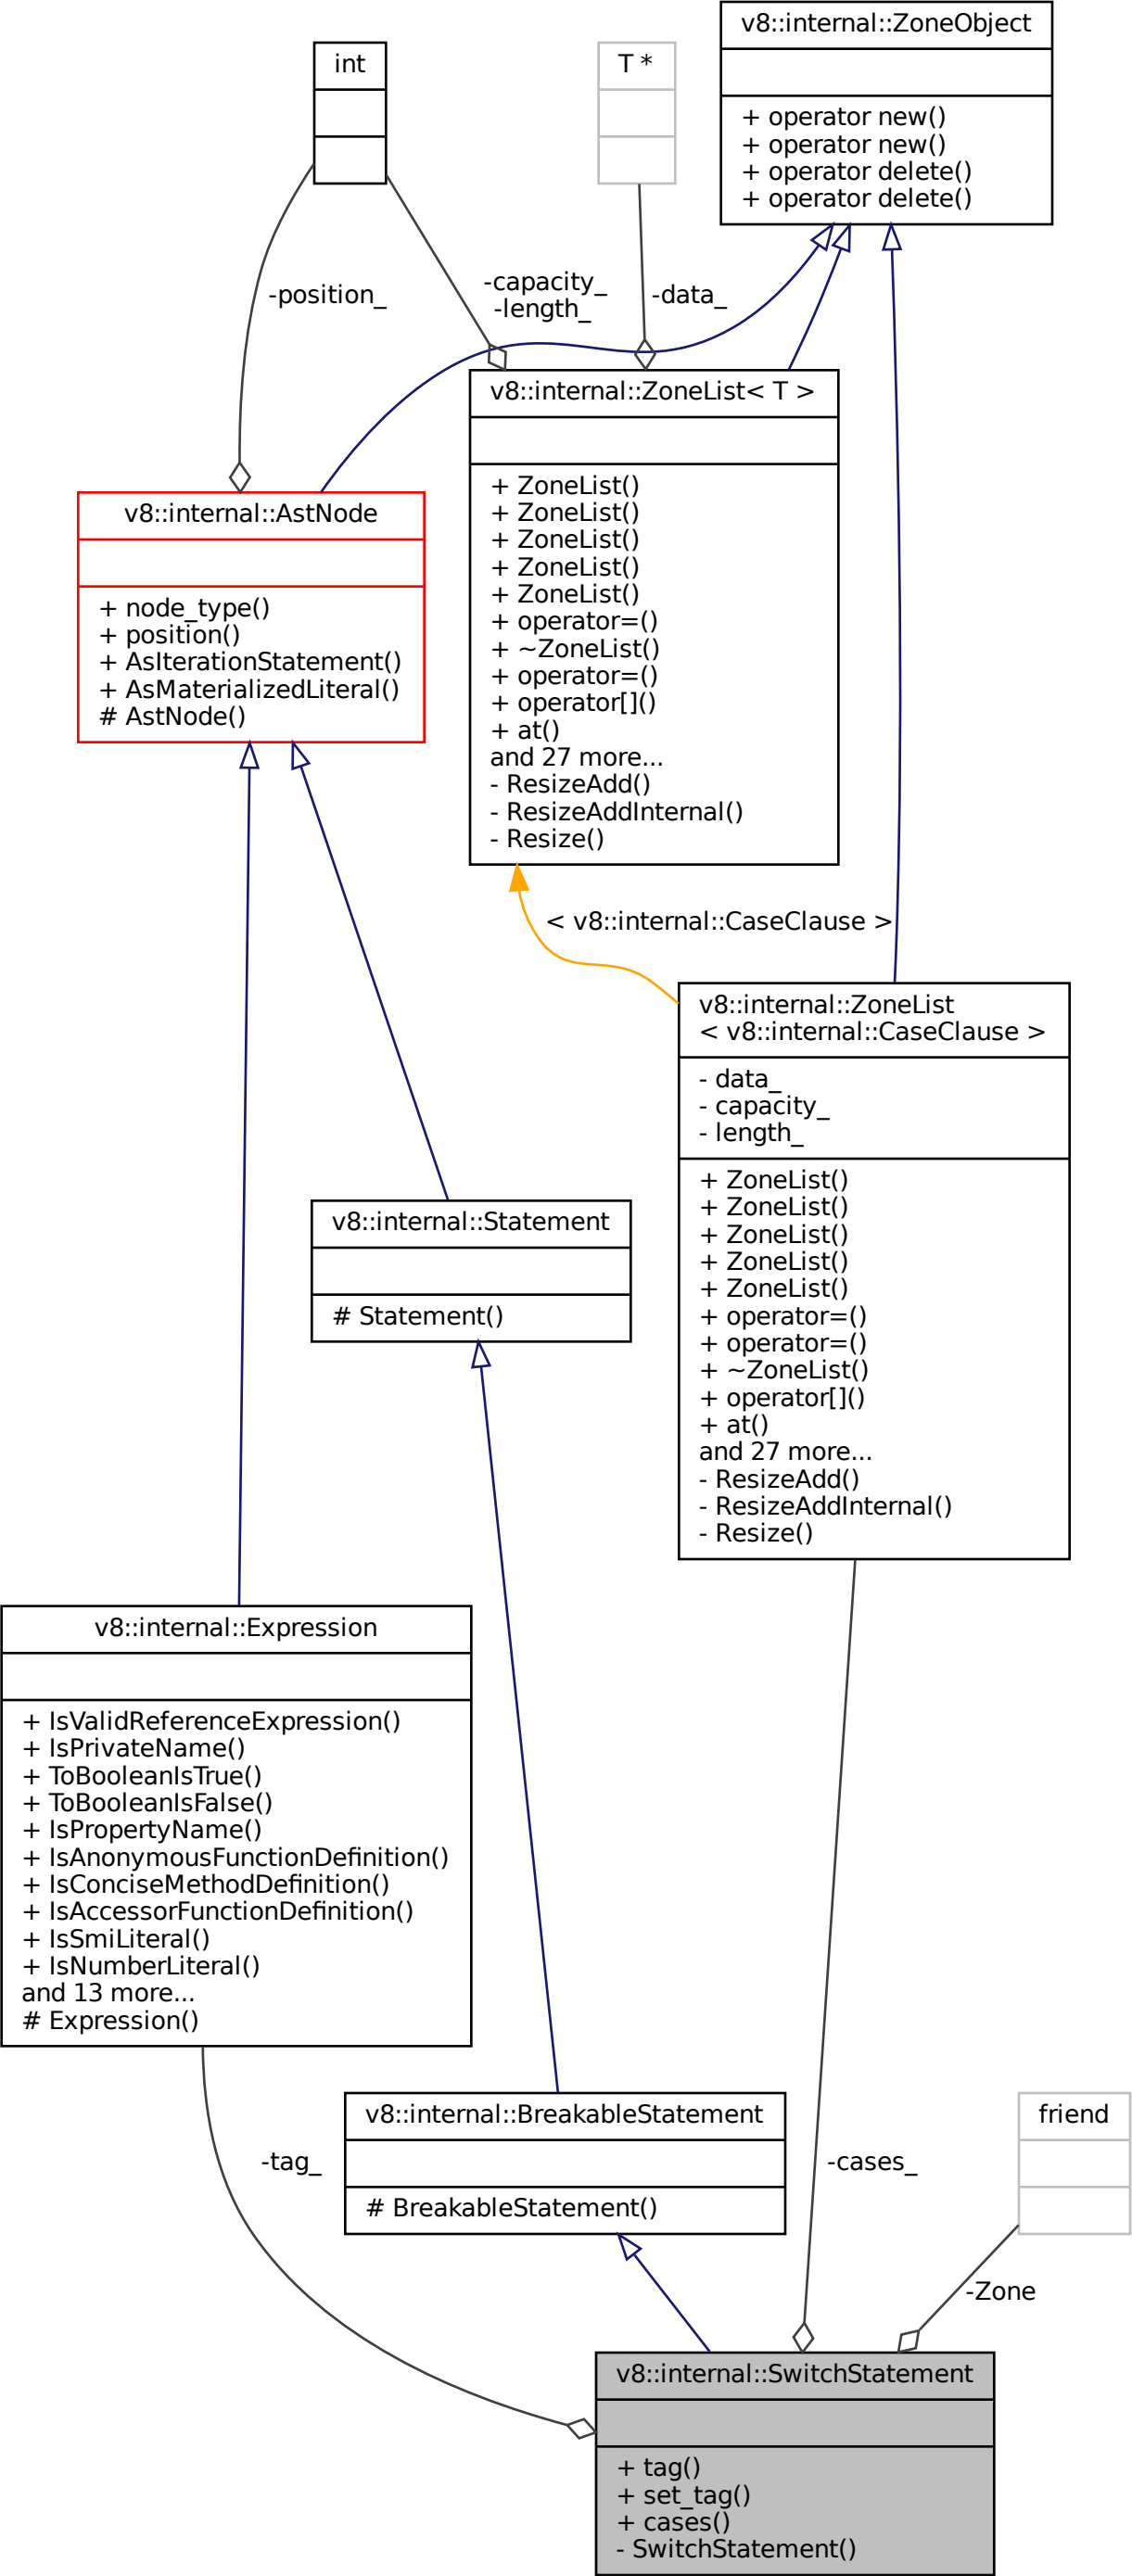 v8::internal::ZoneObject
+ operator new()
+ operator new()
+ operator delete()
+ operator delete()
int
T *
-position_
-capacity_
-length_
-data_
v8::internal::ZoneList< T >
+ ZoneList()
+ ZoneList()
+ ZoneList()
+ ZoneList()
+ ZoneList()
+ operator=()
+ ~ZoneList()
+ operator=()
+ operator[]()
+ at()
and 27 more...
- ResizeAdd()
- ResizeAddInternal()
- Resize()
v8::internal::AstNode
+ node_type()
+ position()
+ AsIterationStatement()
+ AsMaterializedLiteral()
# AstNode()
< v8::internal::CaseClause >
v8::internal::ZoneList
< v8::internal::CaseClause >
- data_
- capacity_
- length_
+ ZoneList()
+ ZoneList()
+ ZoneList()
+ ZoneList()
+ ZoneList()
+ operator=()
+ operator=()
+ ~ZoneList()
+ operator[]()
+ at()
and 27 more...
- ResizeAdd()
- ResizeAddInternal()
- Resize()
v8::internal::Statement
# Statement()
v8::internal::Expression
+ IsValidReferenceExpression()
+ IsPrivateName()
+ ToBooleanIsTrue()
+ ToBooleanIsFalse()
+ IsPropertyName()
+ IsAnonymousFunctionDefinition()
+ IsConciseMethodDefinition()
+ IsAccessorFunctionDefinition()
+ IsSmiLiteral()
+ IsNumberLiteral()
and 13 more...
# Expression()
v8::internal::BreakableStatement
# BreakableStatement()
friend
-tag_
-cases_
-Zone
v8::internal::SwitchStatement
+ tag()
+ set_tag()
+ cases()
- SwitchStatement()